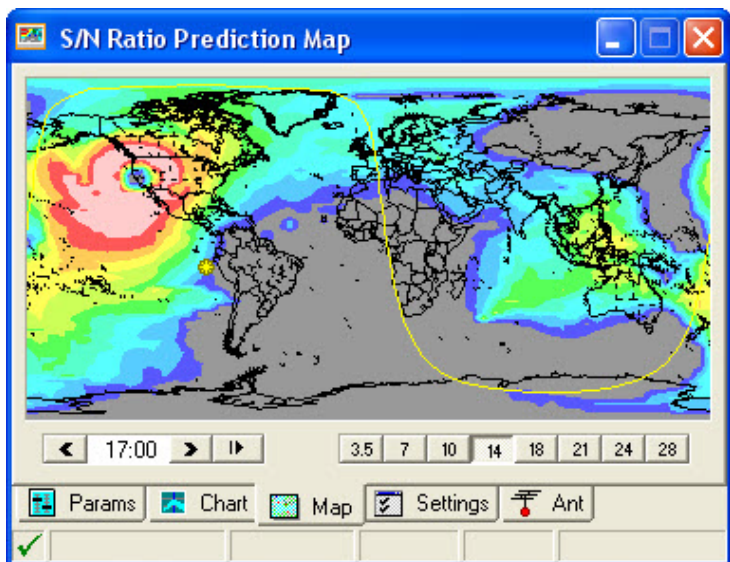 S/N Ratio Prediction Map
17:00 3.5 7 10 14 18 21 24 28
Params Chart Map Settings Ant